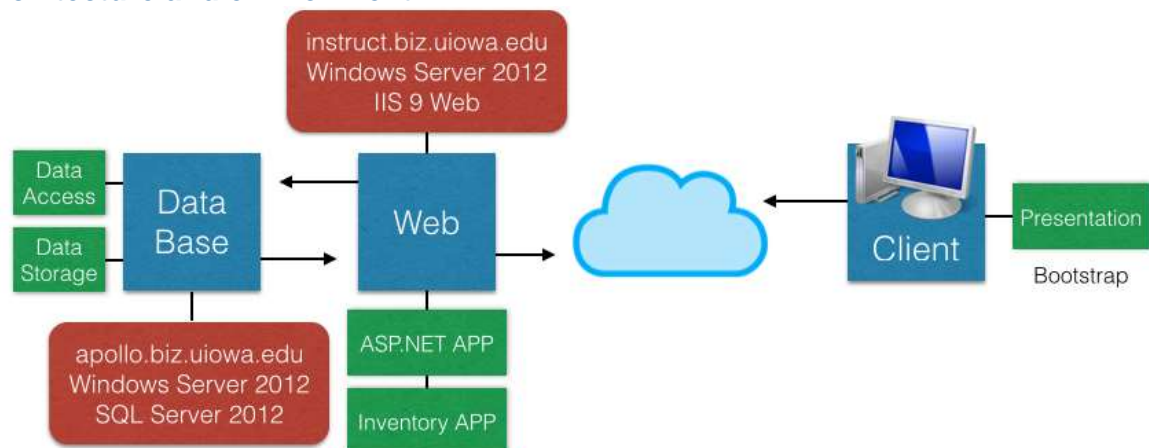 instruct.biz.uiowa.edu
Windows Server 2012
IIS 9 Web
Data
Access
Data
Storage
Data
Base
Web
Client
Presentation
Bootstrap
apollo.biz.uiowa.edu
Windows Server 2012
SQL Server 2012
ASP.NET APP
Inventory APP